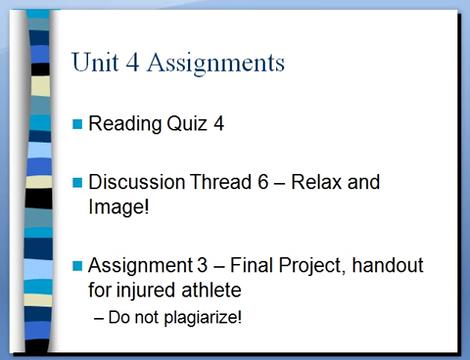 Unit 4 Assignments
Reading Quiz 4
Discussion Thread 6 – Relax and
Image!
Assignment 3 – Final Project, handout
for injured athlete
– Do not plagiarize!